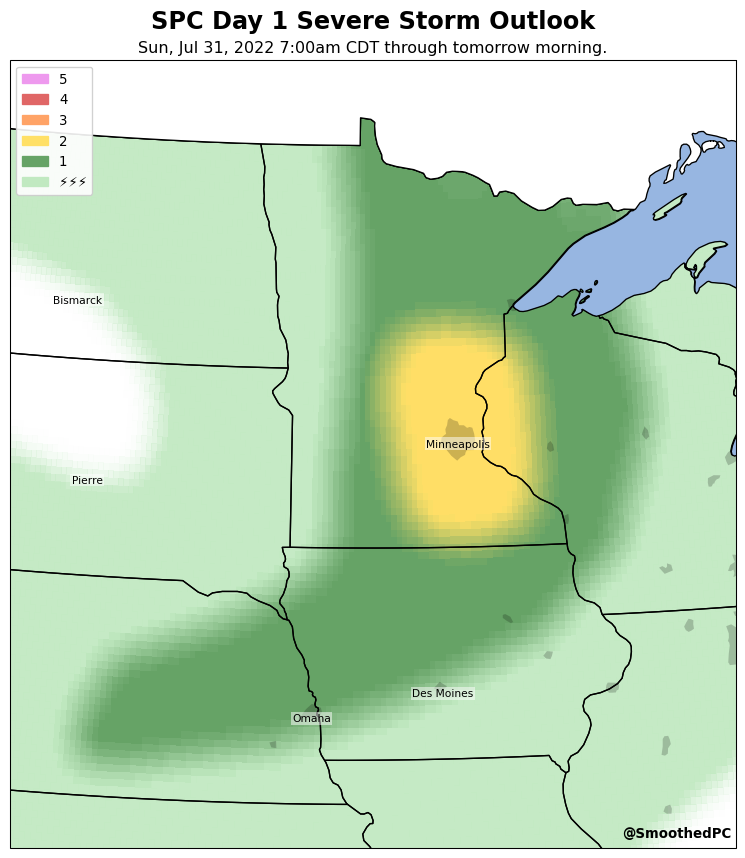 SPC Day 1 Severe Storm Outlook
Sun, Jul 31, 2022 7:00am CDT through tomorrow morning.
5
4
3
2
1
⚡⚡⚡
Bismarck
Minneapolis
Pierre
Des Moines
Omaha
@SmoothedPC